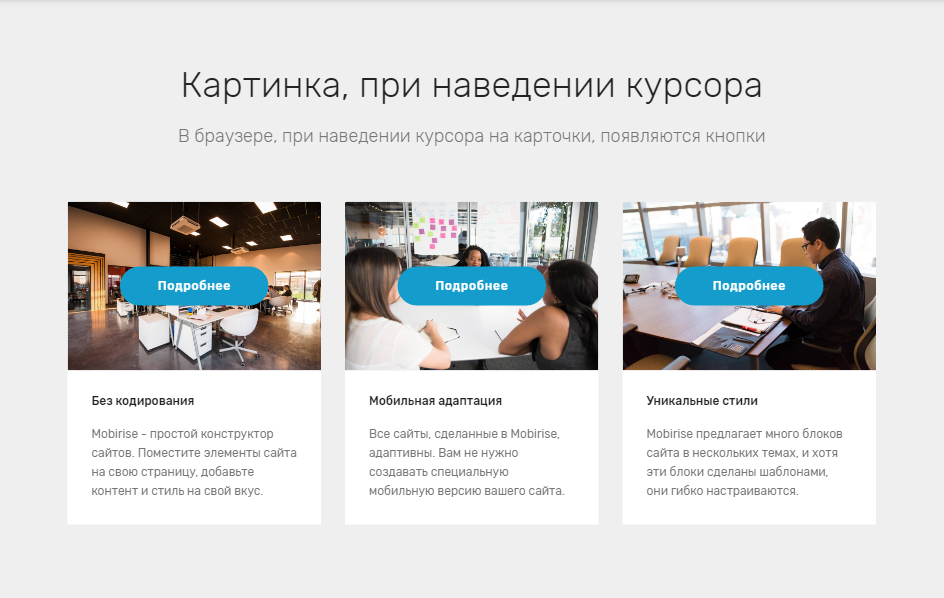 Картинка, при наведении курсора
В браузере, при наведении курсора на карточки, появляются кнопки
Подробнее
Подробнее
Подробнее
Без кодирования
Mobirise - простой конструктор
сайтов. Поместите элементы сайта
на свою страницу, добавьте
контент и стиль на свой вкус.
Мобильная адаптация
Все сайты, сделанные в Mobirise,
адаптивны. Вам не нужно
создавать специальную
мобильную версию вашего сайта.
Уникальные стили
Mobirise предлагает много блоков
сайта в нескольких темах, и хотя
эти блоки сделаны шаблонами,
они гибко настраиваются.